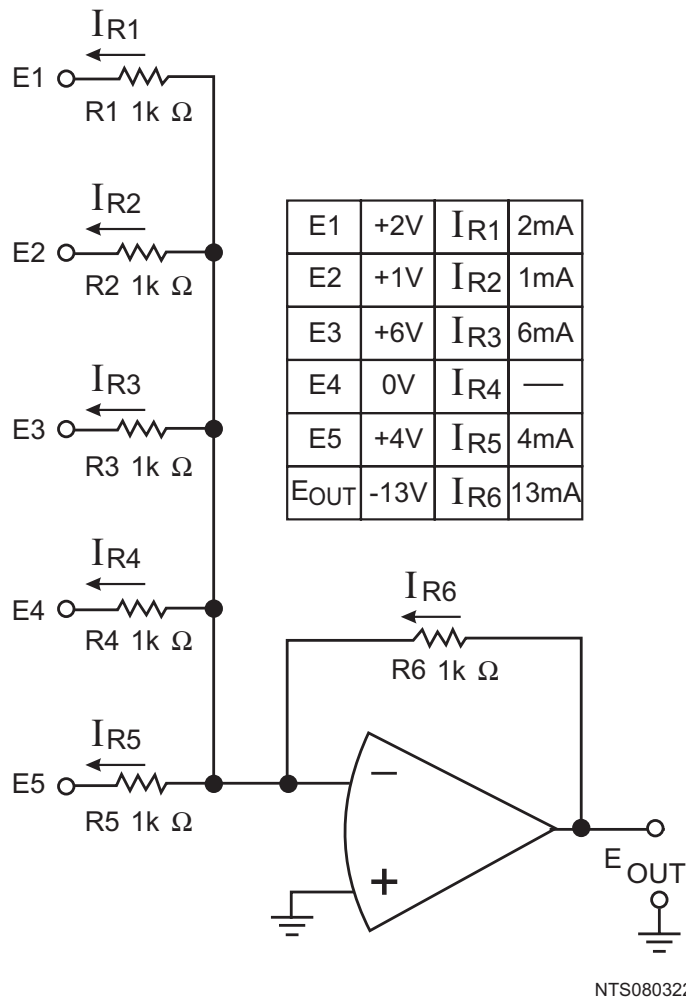 IR1
E1
R1 1k Ω
IR2
E2
R2 1k Ω
IR3
E3
R3 1k Ω
IR4
E4
R4 1k Ω
IR5
E5
R5 1k Ω
E1 +2V IR1 2mA
E2 +1V IR2 1mA
E3 +6V IR3 6mA
E4 0V IR4 —
E5 +4V IR5 4mA
EOUT -13V IR6 13mA
IR6
R6 1k Ω
−
+
E OUT
NTS080322